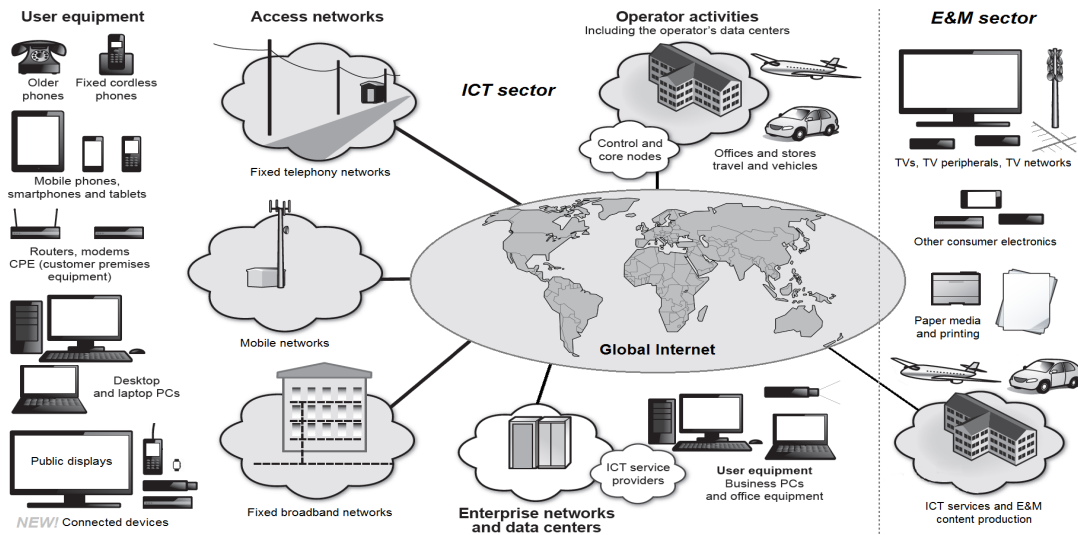 User equipment
Older
phones
Fixed cordless
phones
Mobile phones,
smartphones and tablets
Routers, modems
CPE (customer premises
equipment)
Desktop
and laptop PCs
Public displays
NEW! Connected devices
Access networks
Fixed telephony networks
Mobile networks
Fixed broadband networks
ICT sector
Operator activities
Including the operator's data centers
Control and
core nodes
Offices and stores
travel and vehicles
Global Internet
ICT service
providers
Enterprise networks
and data centers
User equipment
Business PCs
and office equipment
E&M sector
TVs, TV peripherals, TV networks
Other consumer electronics
Paper media
and printing
ICT services and E&M
content production